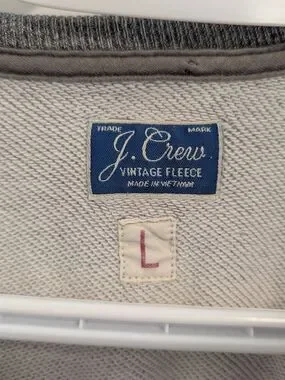 TRADE MARK
J. Crew
VINTAGE FLEECE
MADE IN VIETNAM
L